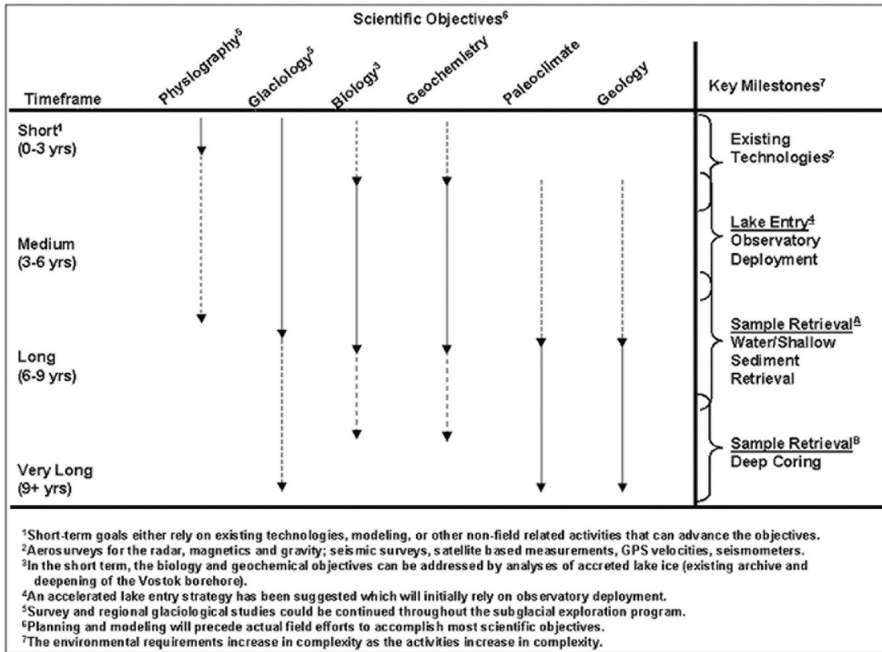 Scientific Objectives⁶
Physiography⁵
Glaciology⁵
Biology³
Geochemistry
Paleoclimate
Geology
Timeframe
Key Milestones⁷
Short¹
(0-3 yrs)
Existing
Technologies²
Medium
(3-6 yrs)
Lake Entry⁴
Observatory
Deployment
Long
(6-9 yrs)
Sample Retrieval^A
Water/Shallow
Sediment
Retrieval
Very Long
(9+ yrs)
Sample Retrieval^B
Deep Coring
¹Short-term goals either rely on existing technologies, modeling, or other non-field related activities that can advance the objectives.
²Aerosurveys for the radar, magnetics and gravity; seismic surveys, satellite based measurements, GPS velocities, seismometers.
³In the short term, the biology and geochemical objectives can be addressed by analyses of accreted lake ice (existing archive and
deepening of the Vostok borehore).
⁴An accelerated lake entry strategy has been suggested which will initially rely on observatory deployment.
⁵Survey and regional glaciological studies could be continued throughout the subglacial exploration program.
⁶Planning and modeling will precede actual field efforts to accomplish most scientific objectives.
⁷The environmental requirements increase in complexity as the activities increase in complexity.